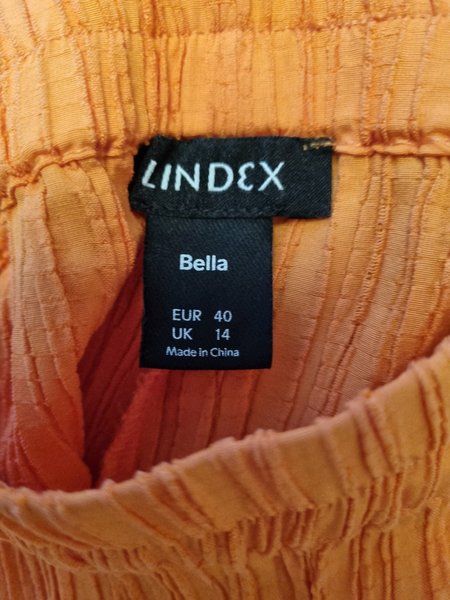 LINDEX
Bella
EUR 40
UK 14
Made in China